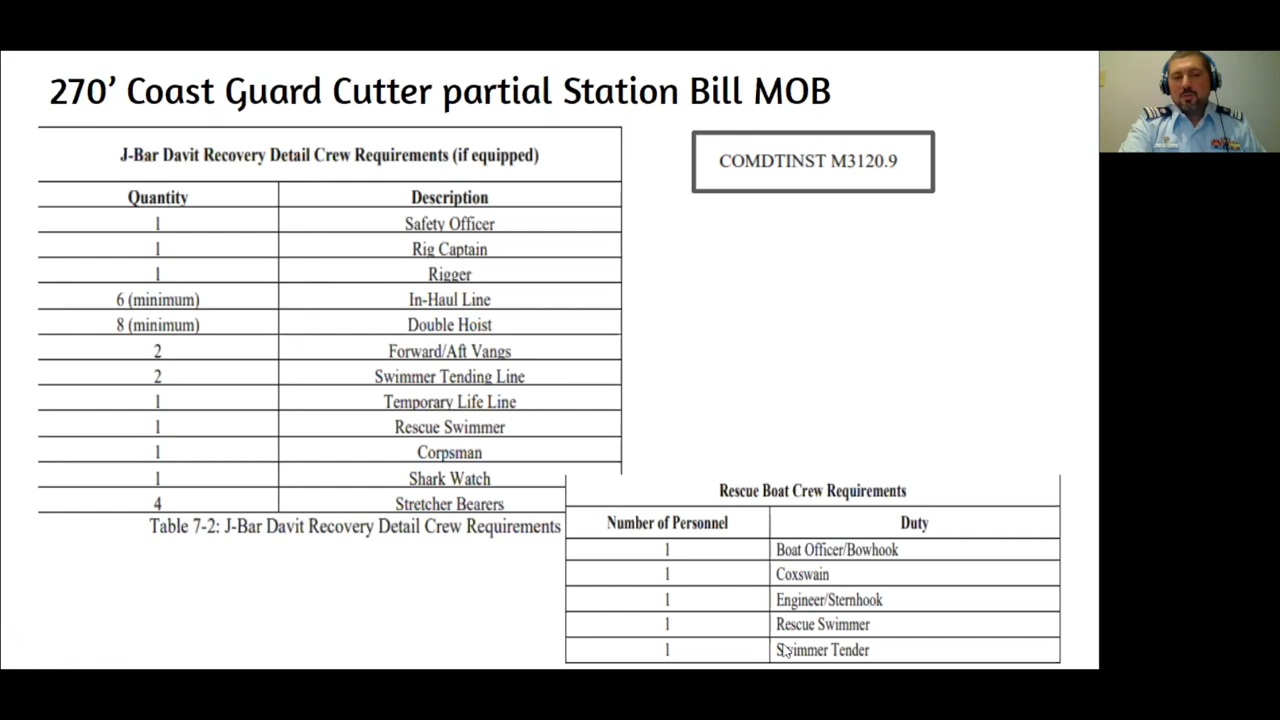 270’ Coast Guard Cutter partial Station Bill MOB
COMDTINST M3120.9
J-Bar Davit Recovery Detail Crew Requirements (if equipped)
Quantity Description
1 Safety Officer
1 Rig Captain
1 Rigger
6 (minimum) In-Haul Line
8 (minimum) Double Hoist
2 Forward/Aft Vangs
2 Swimmer Tending Line
1 Temporary Life Line
1 Rescue Swimmer
1 Corpsman
1 Shark Watch
4 Stretcher Bearers
Table 7-2: J-Bar Davit Recovery Detail Crew Requirements
Rescue Boat Crew Requirements
Number of Personnel Duty
1 Boat Officer/Bowhook
1 Coxswain
1 Engineer/Sternhook
1 Rescue Swimmer
1 Swimmer Tender